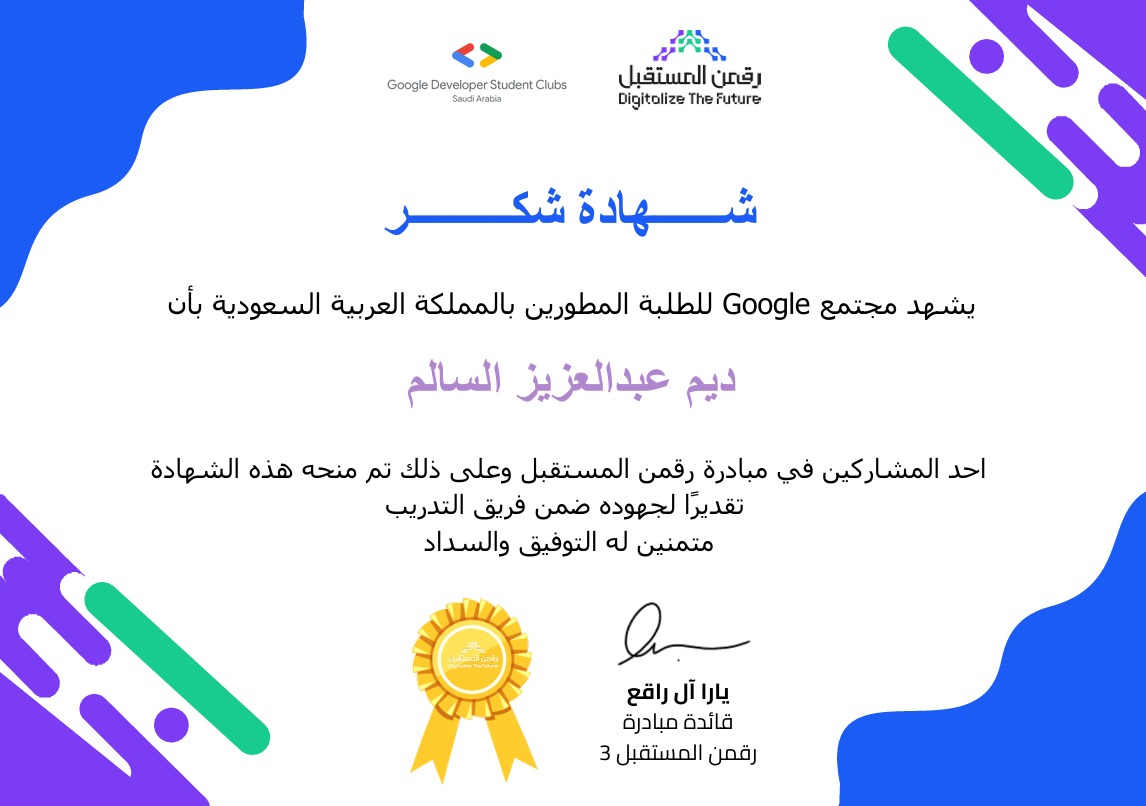 Google Developer Student Clubs
Saudi Arabia
رقمن المستقبل
Digitalize The Future
شـــــــهادة شكـــــــــر
يشهد مجتمع Google للطلبة المطورين بالمملكة العربية السعودية بأن
ديم عبدالعزيز السالم
احد المشاركين في مبادرة رقمن المستقبل وعلى ذلك تم منحه هذه الشهادة
تقديرًا لجهوده ضمن فريق التدريب
متمنين له التوفيق والسداد
رقمن المستقبل
Digitalize The Future
يارا آل راقع
قائدة مبادرة
رقمن المستقبل 3